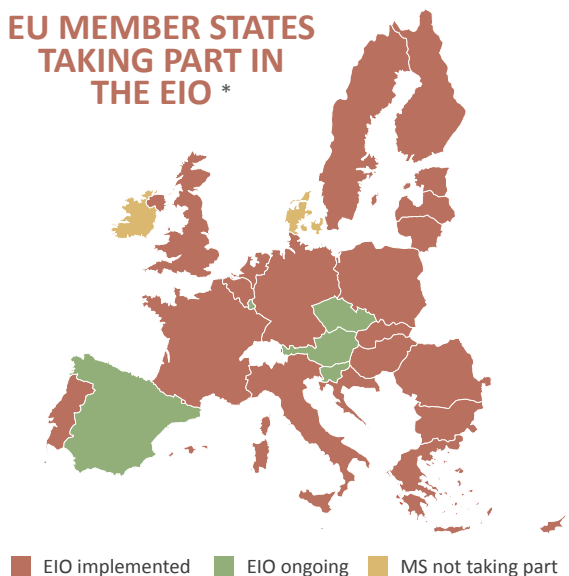 EU MEMBER STATES
TAKING PART IN
THE EIO *
EIO implemented EIO ongoing MS not taking part